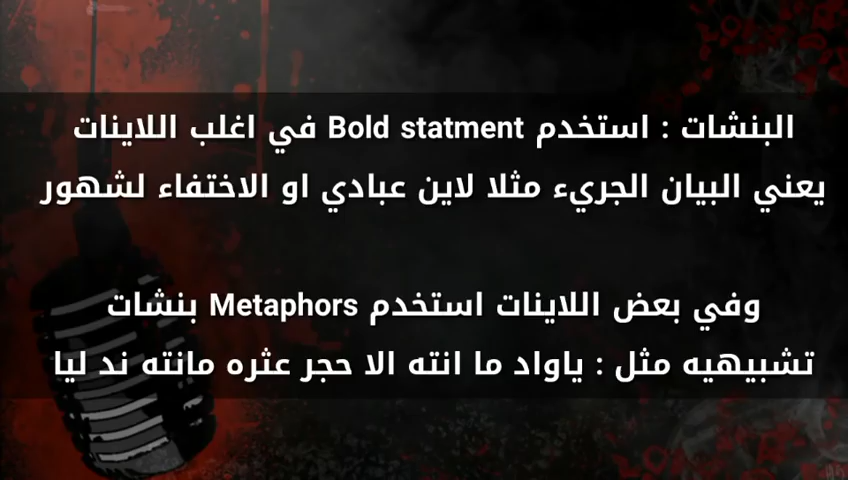 البنشات : استخدم Bold statment في اغلب اللاينات
يعني البيان الجريء مثلا لاين عبادي او الاختفاء لشهور
وفي بعض اللاينات استخدم Metaphors بنشات
تشبيهيه مثل : ياواد ما انته الا حجر عثره مانته ند ليا